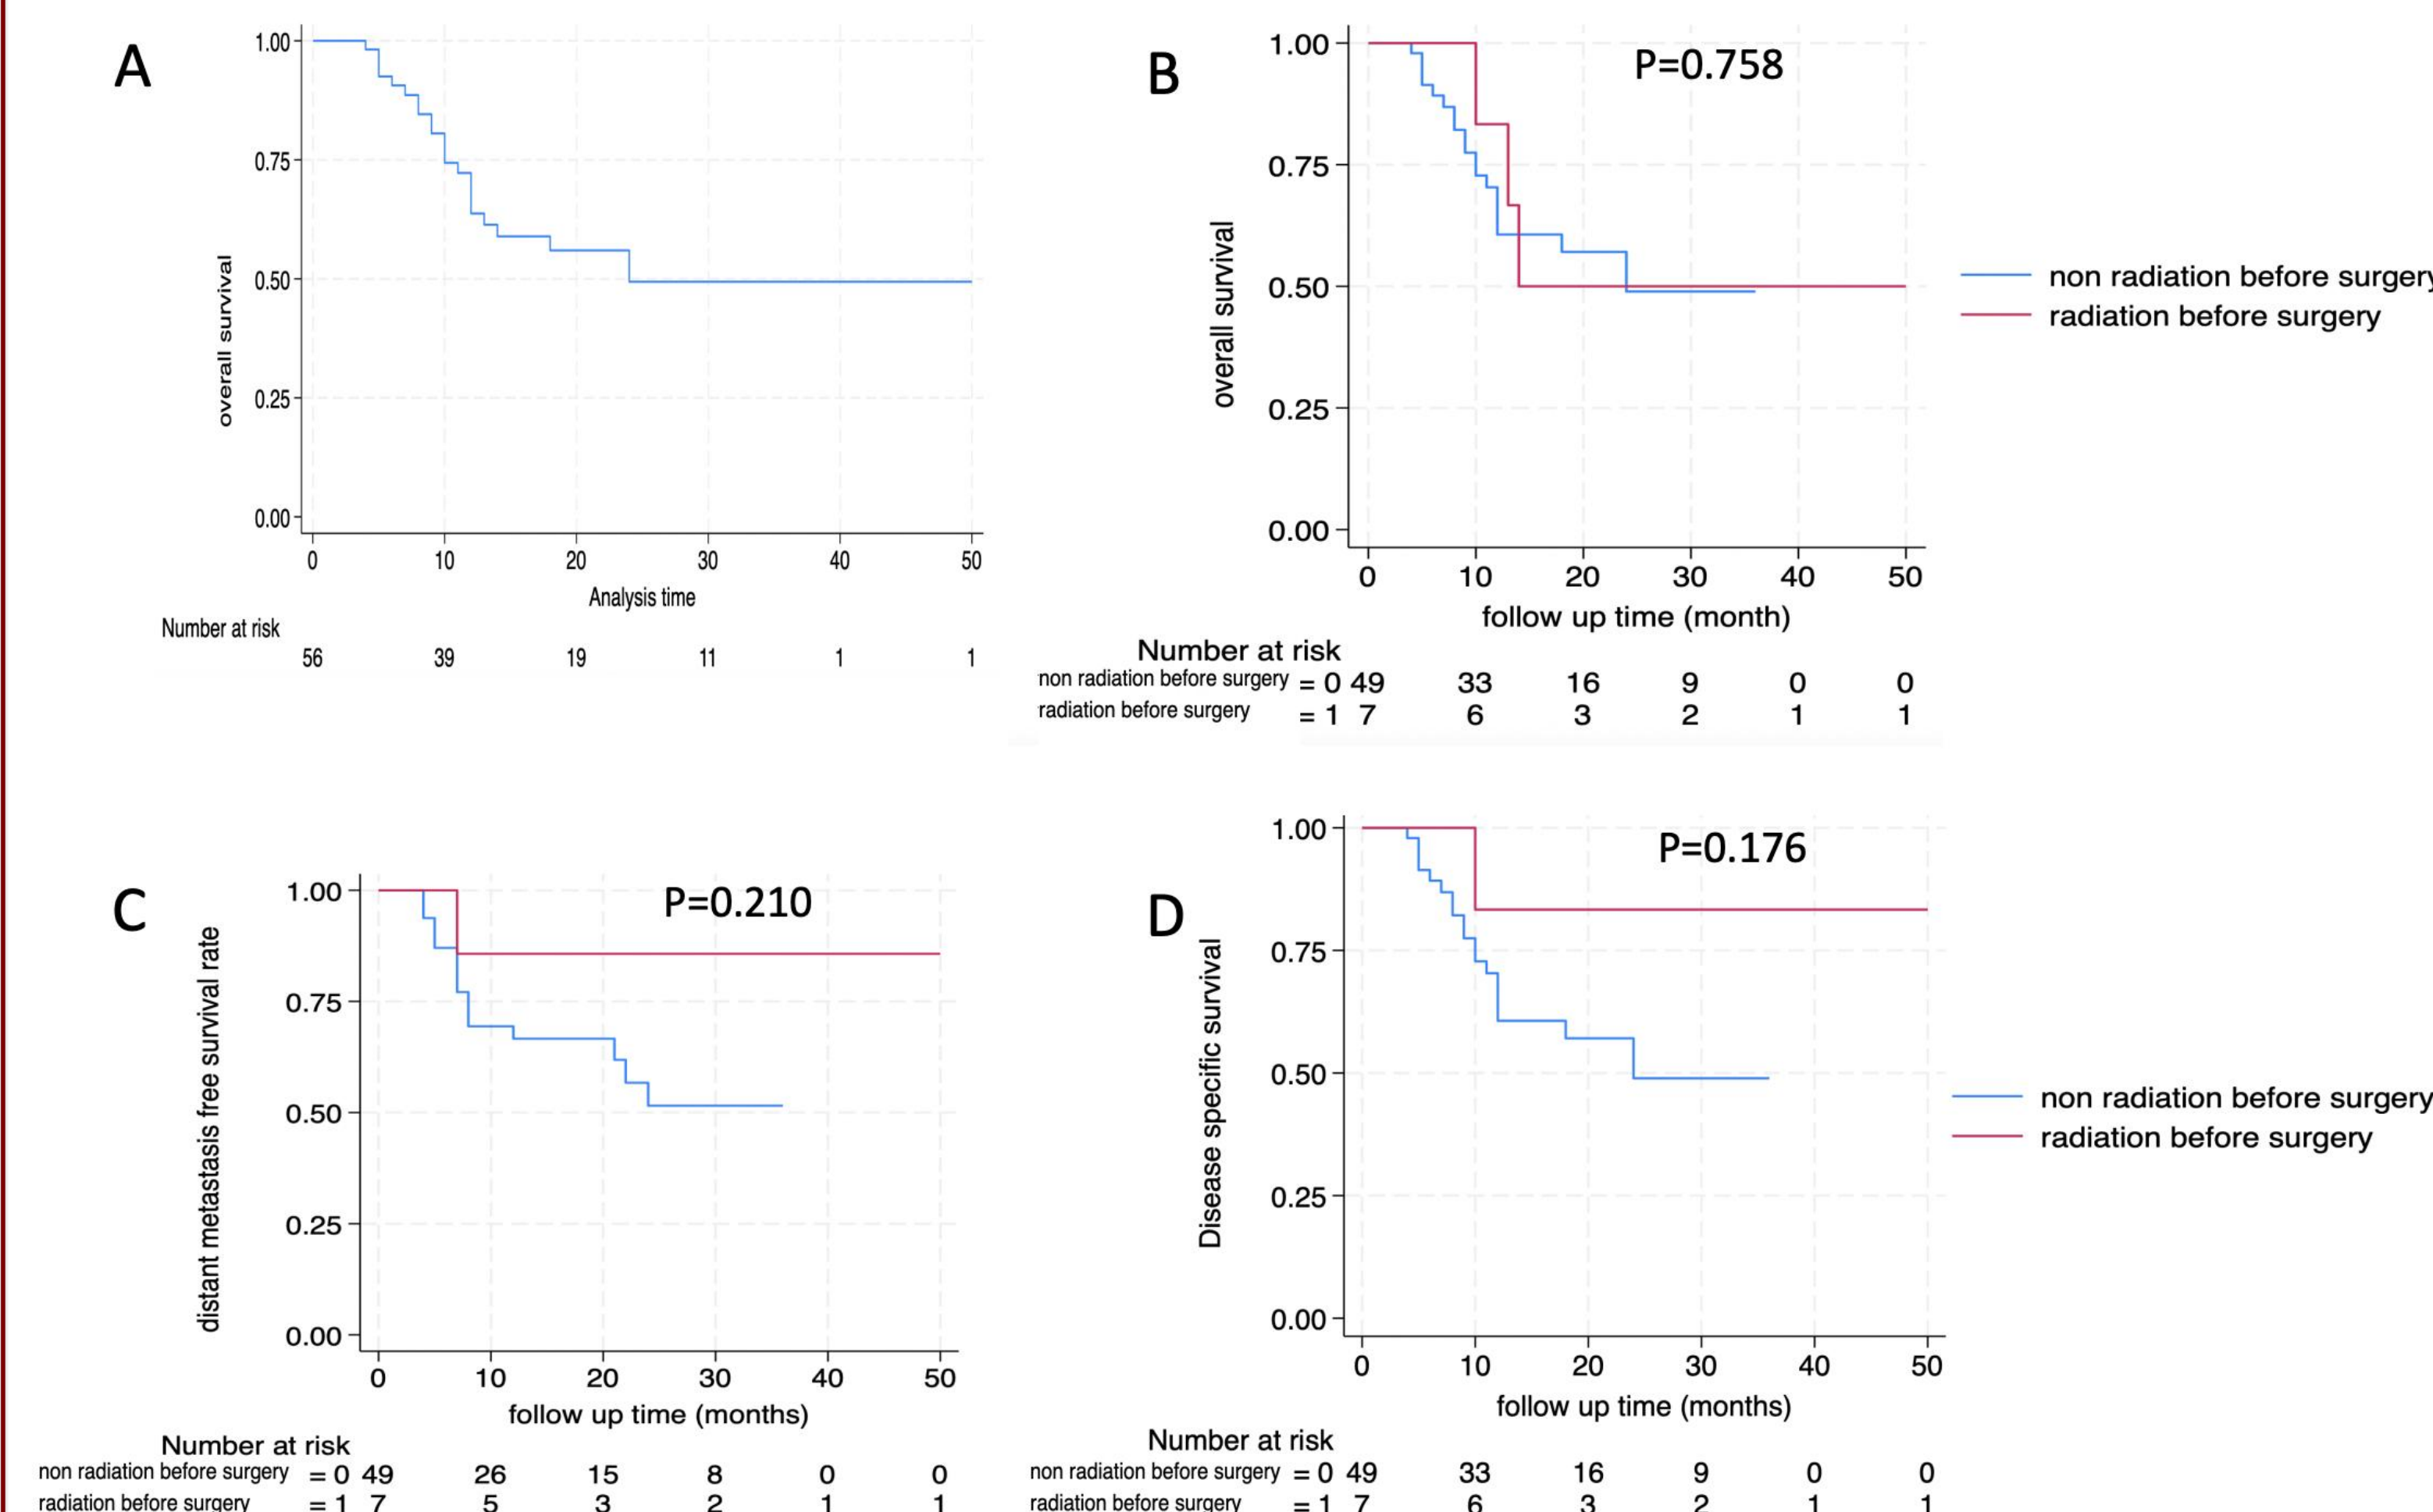 A
1.00
0.75
0.50
0.25
0.00
overall survival
0 10 20 30 40 50
Analysis time
Number at risk
56 39 19 11 1 1
B
P=0.758
1.00
0.75
0.50
0.25
0.00
overall survival
0 10 20 30 40 50
follow up time (month)
non radiation before surgery
radiation before surgery
Number at risk
non radiation before surgery = 0 49 33 16 9 0 0
radiation before surgery = 1 7 6 3 2 1 1
C
P=0.210
1.00
0.75
0.50
0.25
0.00
distant metastasis free survival rate
0 10 20 30 40 50
follow up time (months)
Number at risk
non radiation before surgery = 0 49 26 15 8 0 0
radiation before surgery = 1 7 5 3 2 1 1
D
P=0.176
1.00
0.75
0.50
0.25
0.00
Disease specific survival
0 10 20 30 40 50
follow up time (months)
non radiation before surgery
radiation before surgery
Number at risk
non radiation before surgery = 0 49 33 16 9 0 0
radiation before surgery = 1 7 6 3 2 1 1